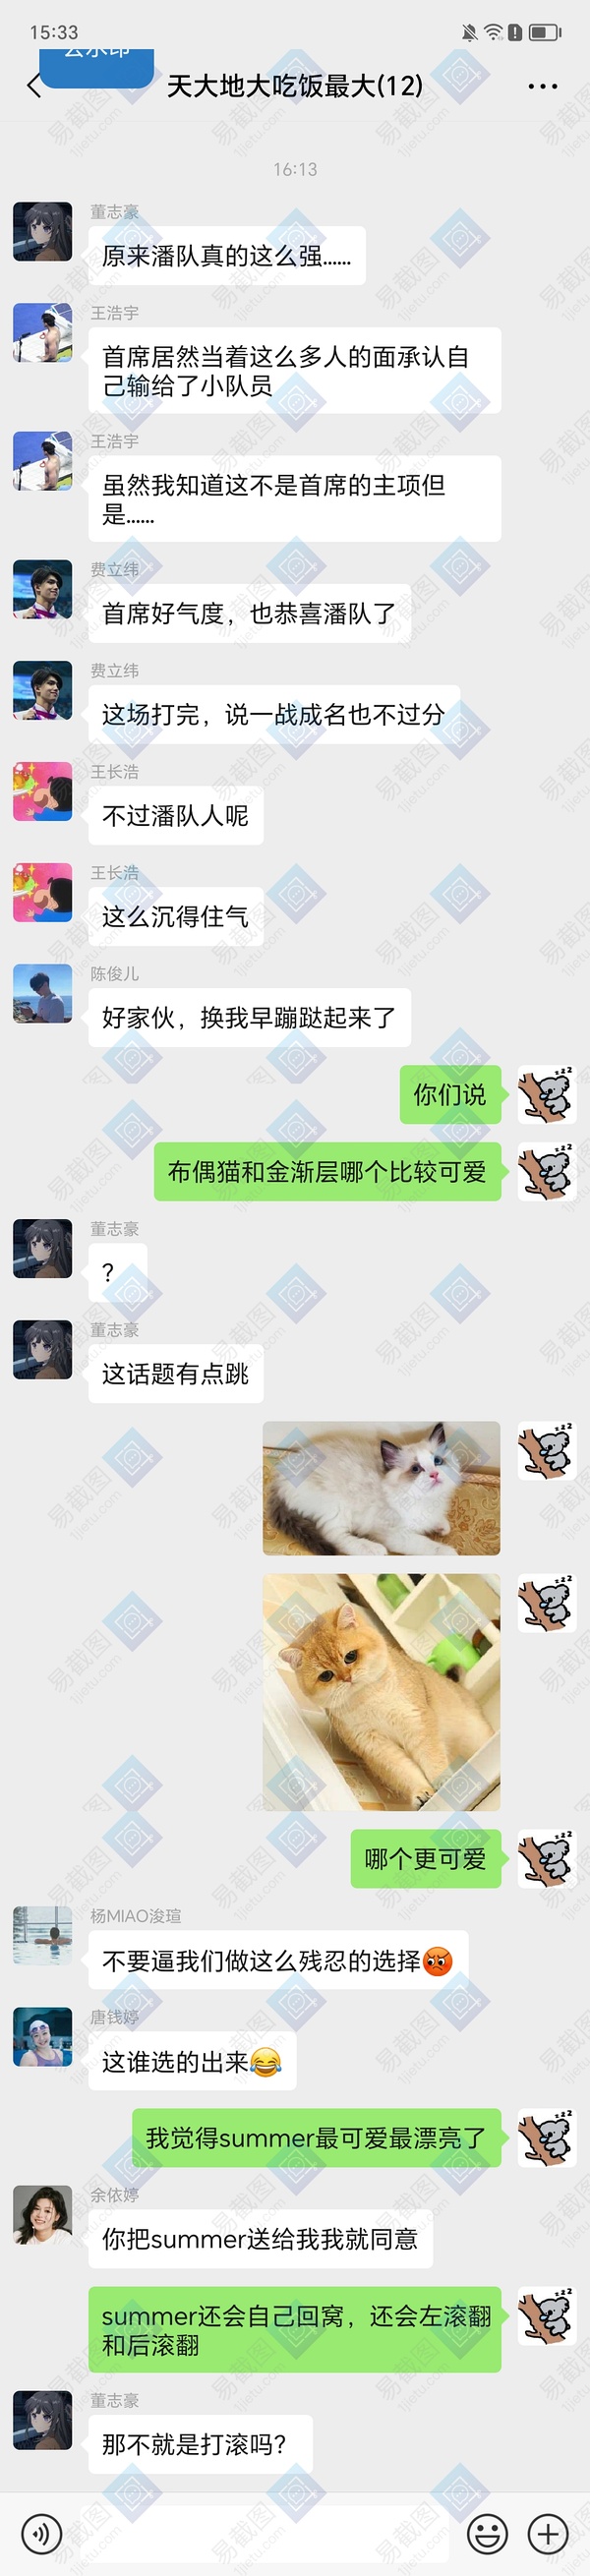 15:33
去水印
天大地大吃饭最大(12)
16:13
董志豪
原来潘队真的这么强......
王浩宇
首席居然当着这么多人的面承认自
己输给了小队员
王浩宇
虽然我知道这不是首席的主项但
是......
费立纬
首席好气度，也恭喜潘队了
费立纬
这场打完，说一战成名也不过分
王长浩
不过潘队人呢
王长浩
这么沉得住气
陈俊儿
好家伙，换我早蹦跶起来了
你们说
布偶猫和金渐层哪个比较可爱
董志豪
？
董志豪
这话题有点跳
哪个更可爱
杨MIAO浚瑄
不要逼我们做这么残忍的选择😡
唐钱婷
这谁选的出来😂
我觉得summer最可爱最漂亮了
余依婷
你把summer送给我我就同意
summer还会自己回窝，还会左滚翻
和后滚翻
董志豪
那不就是打滚吗？
易截图
1jietu.com